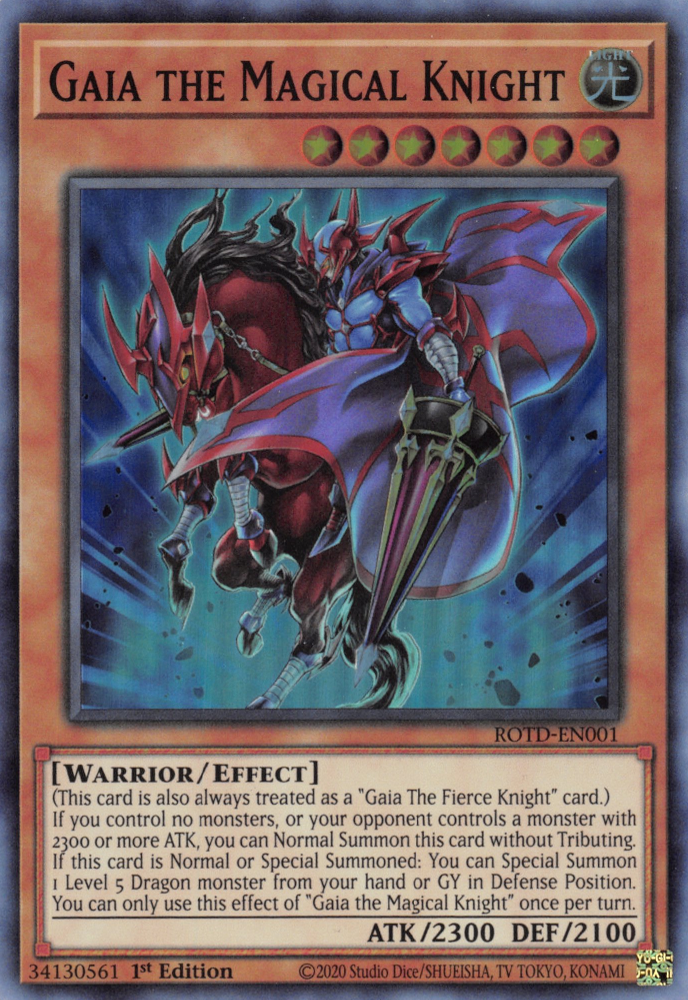 GAIA THE MAGICAL KNIGHT
LIGHT
光
ROTD-EN001
[WARRIOR/EFFECT]
(This card is also always treated as a "Gaia The Fierce Knight" card.)
If you control no monsters, or your opponent controls a monster with
2300 or more ATK, you can Normal Summon this card without Tributing.
If this card is Normal or Special Summoned: You can Special Summon
1 Level 5 Dragon monster from your hand or GY in Defense Position.
You can only use this effect of "Gaia the Magical Knight" once per turn.
ATK/2300 DEF/2100
34130561 1st Edition ©2020 Studio Dice/SHUEISHA, TV TOKYO, KONAMI